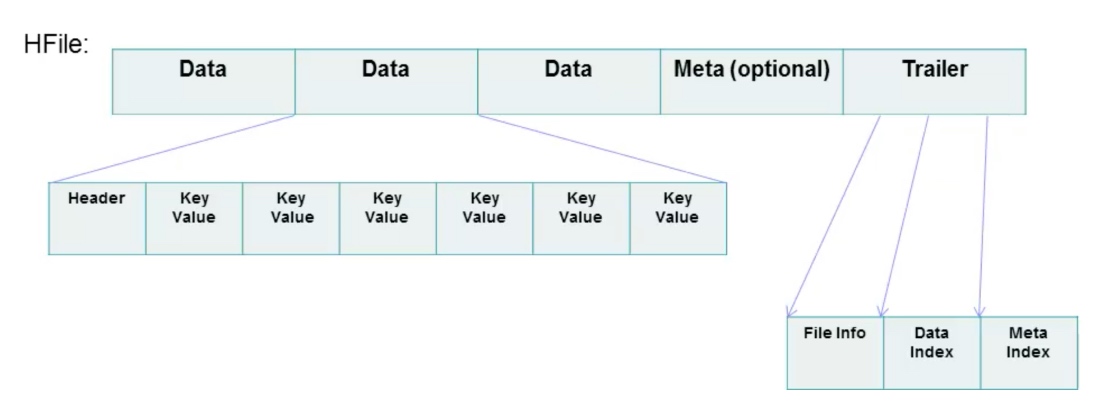 HFile:
Data Data Data Meta (optional) Trailer
Header Key Key Key Key Key Key
Value Value Value Value Value Value
File Info Data Meta
Index Index